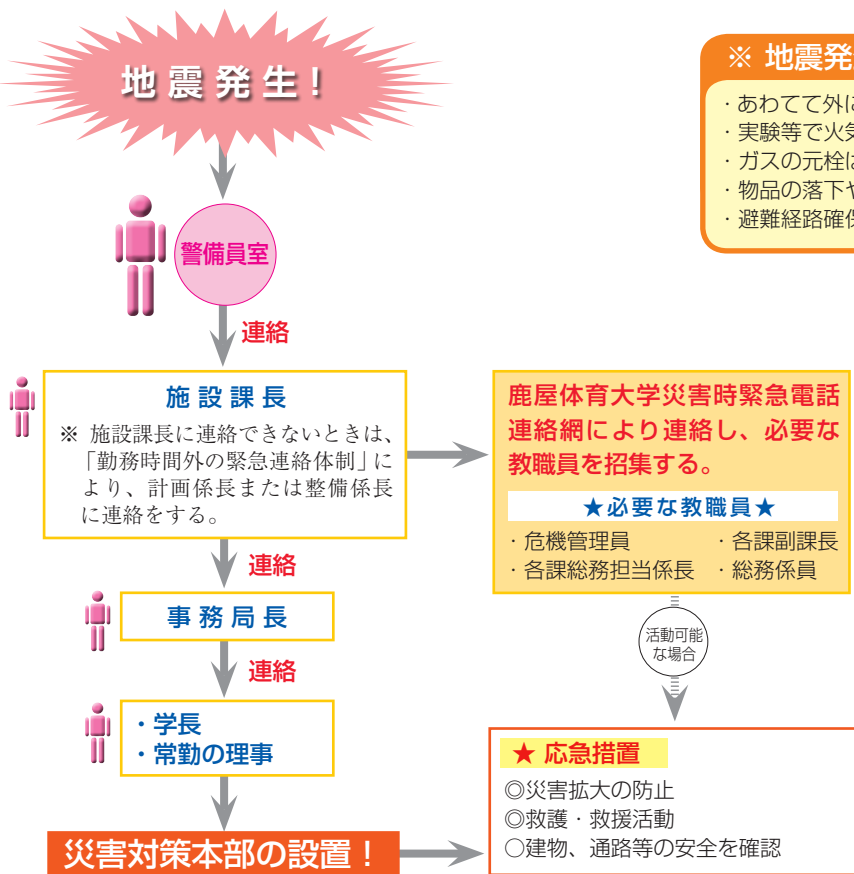 地震発生！
※ 地震発
・あわてて外に
・実験等で火気
・ガスの元栓は
・物品の落下や
・避難経路確保
警備員室
連絡
施設課長
※ 施設課長に連絡できないときは、
「勤務時間外の緊急連絡体制」に
より、計画係長または整備係長
に連絡をする。
鹿屋体育大学災害時緊急電話
連絡網により連絡し、必要な
教職員を招集する。
★必要な教職員★
・危機管理員 ・各課副課長
・各課総務担当係長 ・総務係員
連絡
事務局長
活動可能
な場合
連絡
・学長
・常勤の理事
★ 応急措置
◎災害拡大の防止
◎救護・救援活動
○建物、通路等の安全を確認
災害対策本部の設置！